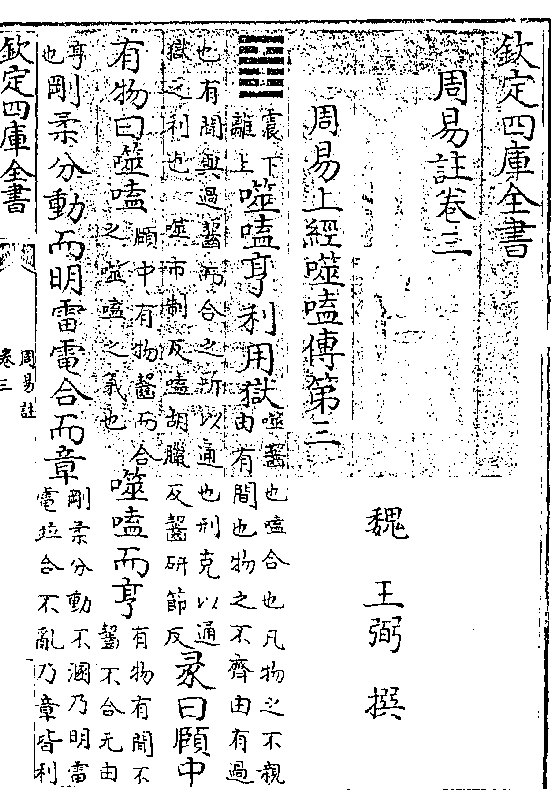 欽定四庫全書
周易註卷三
魏　王弼　撰
周易上經噬嗑傳第三
䷔震下離上噬嗑亨利用獄噬齧也嗑合也凡物之不親由有間也物之不齊由有過
也有間與過齧而合之所以通也刑克以通獄之利也噬市制反嗑胡臘反齧研節反彖曰頤中
有物曰噬嗑頤中有物齧而合之噬嗑之義也噬嗑而亨有物有間不齧不合无由
亨也剛柔分動而明雷電合而章剛柔分動不溷乃明雷電竝合不亂乃章皆利
欽定四庫全書
周易註
卷三